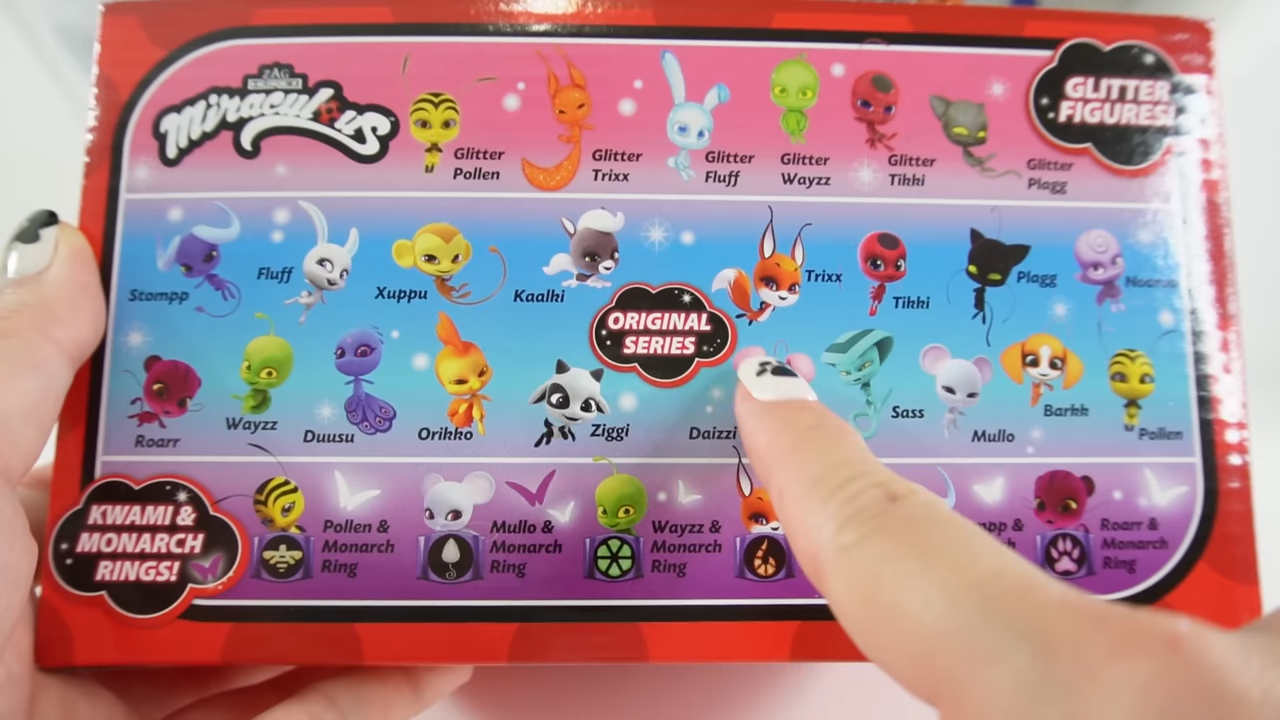 ZAG
Miraculous
GLITTER
FIGURES!
Glitter
Pollen
Glitter
Trixx
Glitter
Fluff
Glitter
Wayzz
Glitter
Tikki
Glitter
Plagg
Stompp
Fluff
Xuppu
Kaalki
Trixx
Tikki
Plagg
ORIGINAL
SERIES
Roarr
Wayzz
Duusu
Orikko
Ziggi
Daizzi
Sass
Mullo
Barkk
Pollen
KWAMI &
MONARCH
RINGS!
Pollen &
Monarch
Ring
Mullo &
Monarch
Ring
Wayzz &
Monarch
Ring
Roarr &
Monarch
Ring